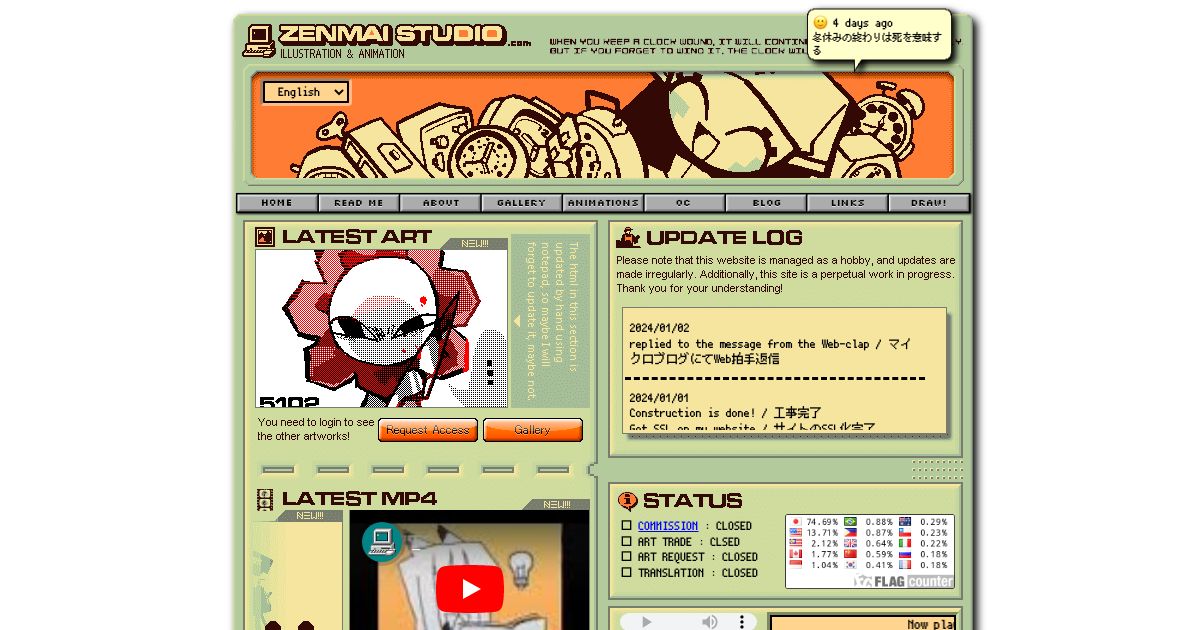 ZENMAI STUDIO.com
ILLUSTRATION & ANIMATION
WHEN YOU KEEP A CLOCK WOUND, IT WILL CONTIN
BUT IF YOU FORGET TO WIND IT, THE CLOCK WIL
4 days ago
冬休みの終わりは死を意味す
る
English
HOME
READ ME
ABOUT
GALLERY
ANIMATIONS
OC
BLOG
LINKS
DRAW!
LATEST ART
NEW!!!
The html in this section is
updated by hand using
notepad, so maybe I will
forget to update it, maybe not.
5102
You need to login to see
the other artworks!
Request Access
Gallery
LATEST MP4
NEW!!!
NEW!!!
UPDATE LOG
Please note that this website is managed as a hobby, and updates are
made irregularly. Additionally, this site is a perpetual work in progress.
Thank you for your understanding!
2024/01/02
replied to the message from the Web-clap / マイ
クロブログにてWeb拍手返信
2024/01/01
Construction is done! / 工事完了
Got SSL on my website / サイトのSSL化完了
STATUS
COMMISSION : CLOSED
ART TRADE : CLSED
ART REQUEST : CLOSED
TRANSLATION : CLOSED
74.69% 0.88% 0.29%
13.71% 0.87% 0.23%
2.12% 0.64% 0.22%
1.77% 0.59% 0.18%
1.04% 0.41% 0.18%
FLAG counter
Now pla